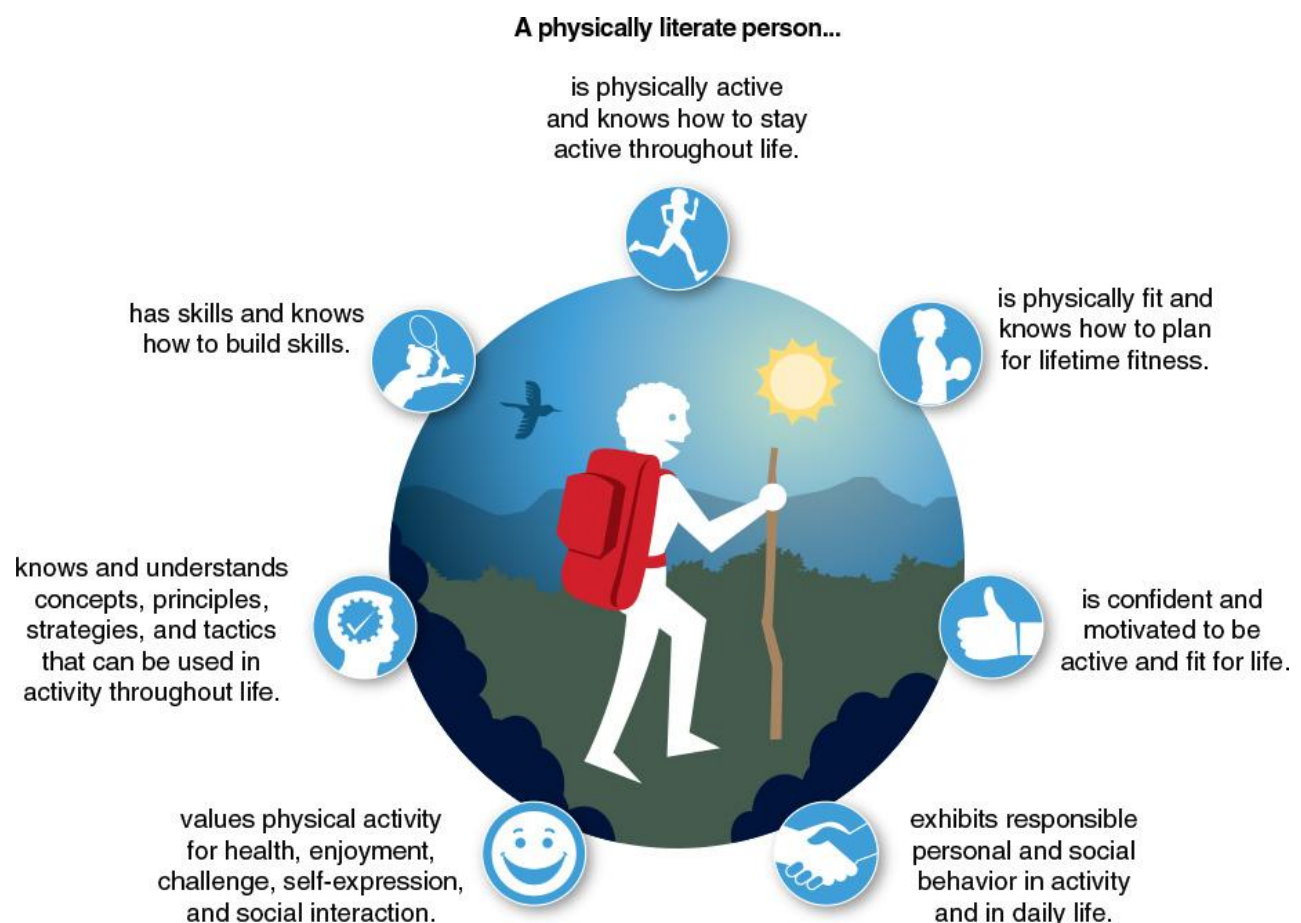 A physically literate person...
is physically active
and knows how to stay
active throughout life.
is physically fit and
knows how to plan
for lifetime fitness.
is confident and
motivated to be
active and fit for life.
exhibits responsible
personal and social
behavior in activity
and in daily life.
values physical activity
for health, enjoyment,
challenge, self-expression,
and social interaction.
knows and understands
concepts, principles,
strategies, and tactics
that can be used in
activity throughout life.
has skills and knows
how to build skills.